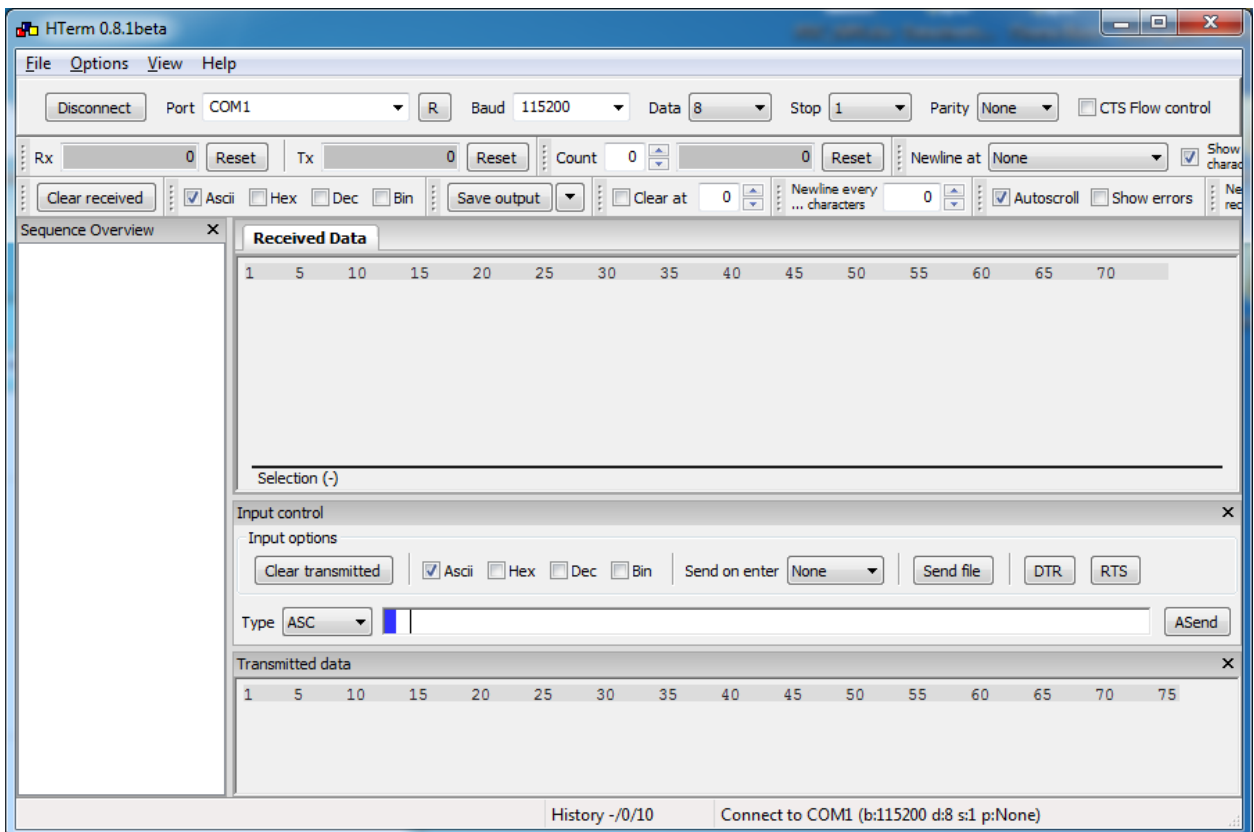 HTerm 0.8.1beta
File Options View Help
Disconnect Port COM1 R Baud 115200 Data 8 Stop 1 Parity None CTS Flow control
Rx 0 Reset Tx 0 Reset Count 0 0 Reset Newline at None Show
charac
Clear received Ascii Hex Dec Bin Save output Clear at 0 Newline every
... characters 0 Autoscroll Show errors Ne
rec
Sequence Overview
Received Data
1 5 10 15 20 25 30 35 40 45 50 55 60 65 70
Selection (-)
Input control
Input options
Clear transmitted Ascii Hex Dec Bin Send on enter None Send file DTR RTS
Type ASC ASend
Transmitted data
1 5 10 15 20 25 30 35 40 45 50 55 60 65 70 75
History -/0/10 Connect to COM1 (b:115200 d:8 s:1 p:None)